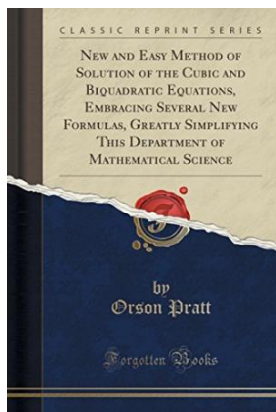 CLASSIC REPRINT SERIES
NEW AND EASY METHOD OF
SOLUTION OF THE CUBIC AND
BIQUADRATIC EQUATIONS,
EMBRACING SEVERAL NEW
FORMULAS, GREATLY SIMPLIFYING
THIS DEPARTMENT OF
MATHEMATICAL SCIENCE
by
Orson Pratt
Forgotten Books